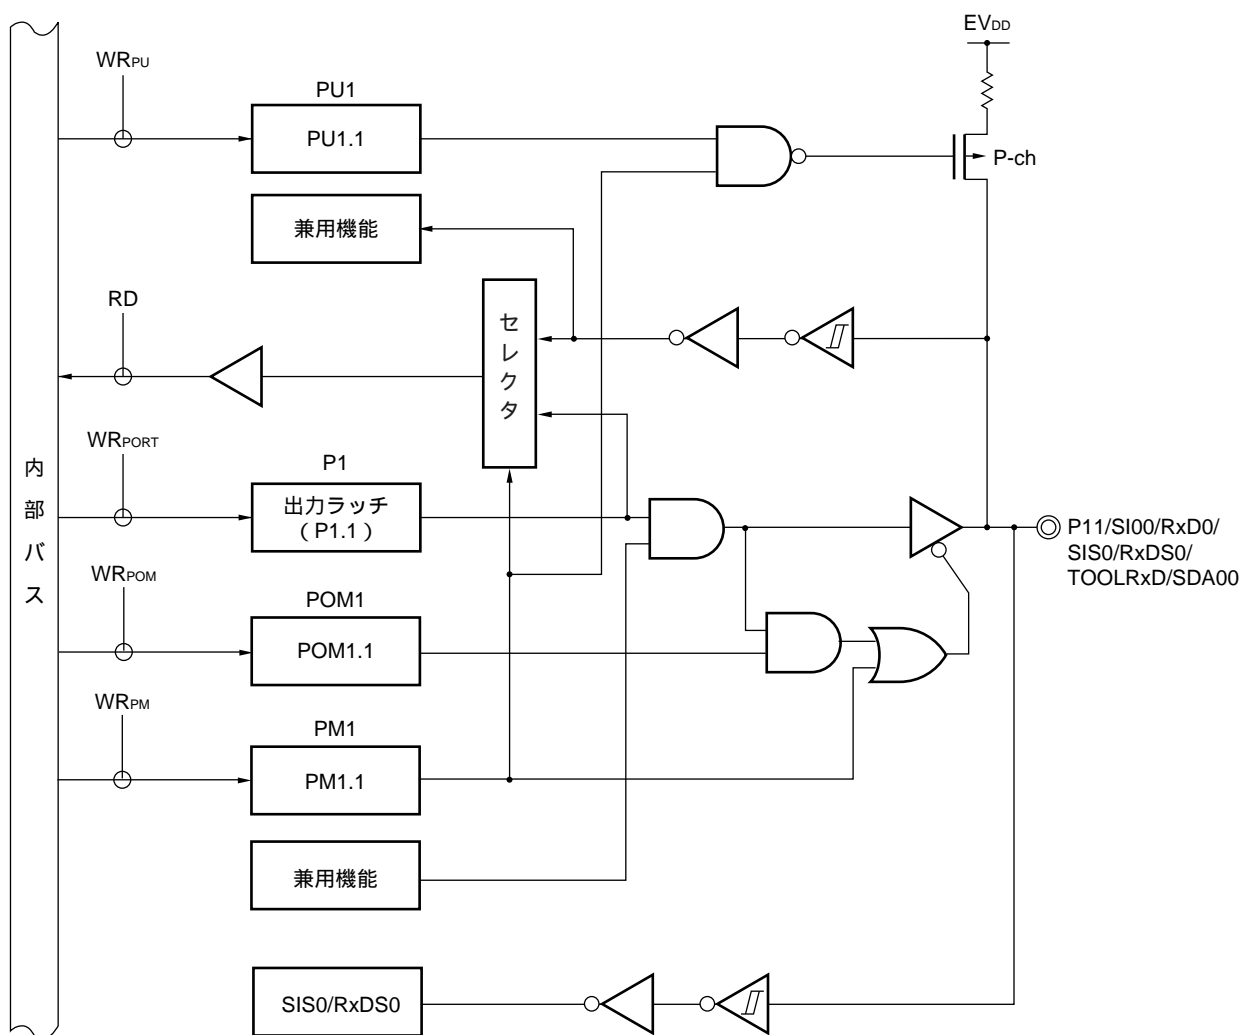 EVDD
WRPU
PU1
PU1.1
P-ch
兼用機能
RD
セレクタ
WRPORT
P1
出力ラッチ
(P1.1)
内部バス
P11/SI00/RxD0/
SIS0/RxDS0/
TOOLRxD/SDA00
WRPOM
POM1
POM1.1
WRPM
PM1
PM1.1
兼用機能
SIS0/RxDS0